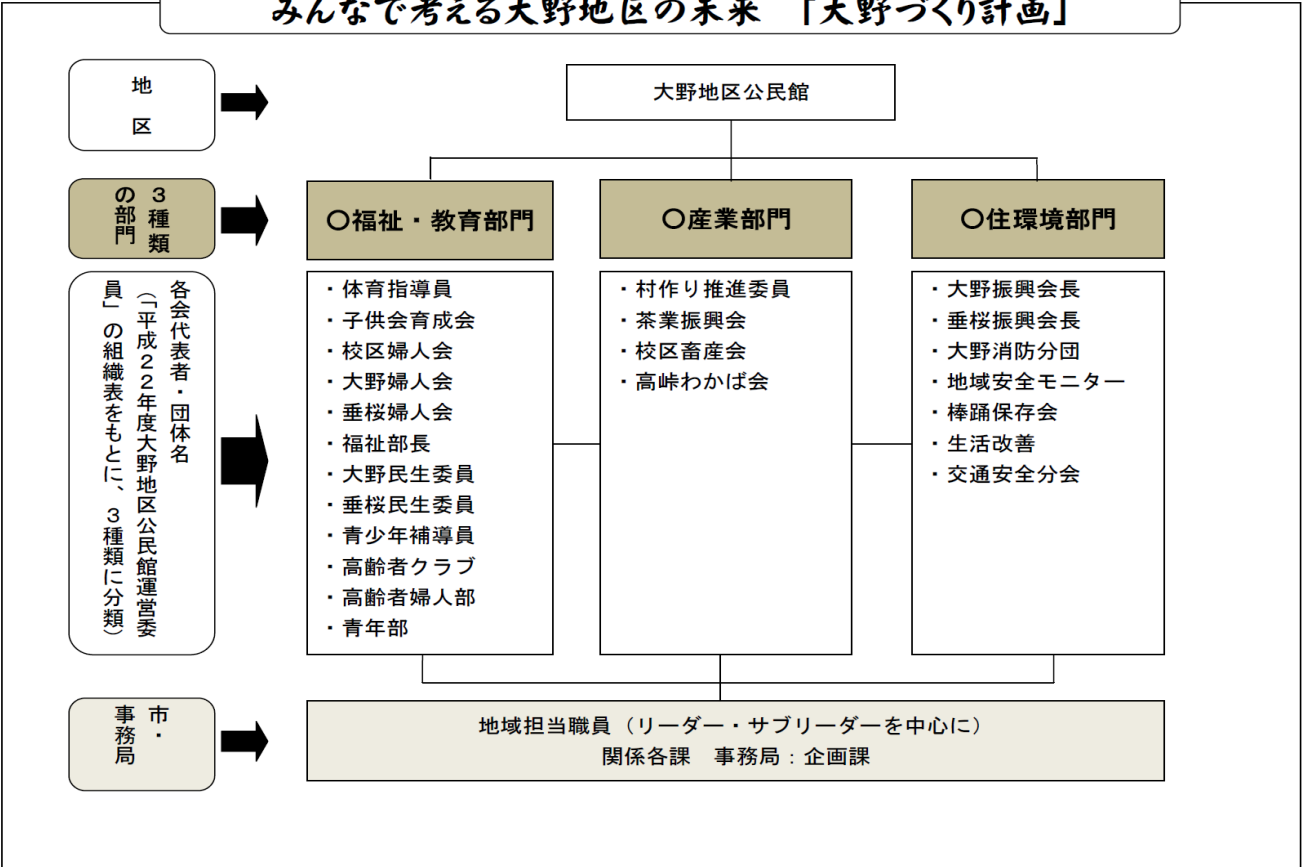 みんなで考える大野地区の未来 「大野づくり計画」
地
区
大野地区公民館
３種類
の部門
〇福祉・教育部門
〇産業部門
〇住環境部門
各会代表者・団体名
（「平成２２年度大野地区公民館運営委
員」の組織表をもとに、３種類に分類）
・体育指導員
・子供会育成会
・校区婦人会
・大野婦人会
・垂桜婦人会
・福祉部長
・大野民生委員
・垂桜民生委員
・青少年補導員
・高齢者クラブ
・高齢者婦人部
・青年部
・村作り推進委員
・茶業振興会
・校区畜産会
・高峠わかば会
・大野振興会長
・垂桜振興会長
・大野消防分団
・地域安全モニター
・棒踊保存会
・生活改善
・交通安全分会
市・
事務局
地域担当職員（リーダー・サブリーダーを中心に）
関係各課　事務局：企画課